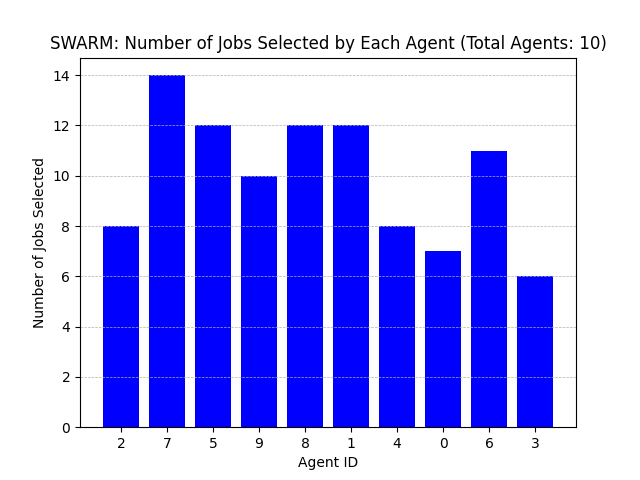 SWARM: Number of Jobs Selected by Each Agent (Total Agents: 10)
Number of Jobs Selected
14
12
10
8
6
4
2
0
2 7 5 9 8 1 4 0 6 3
Agent ID